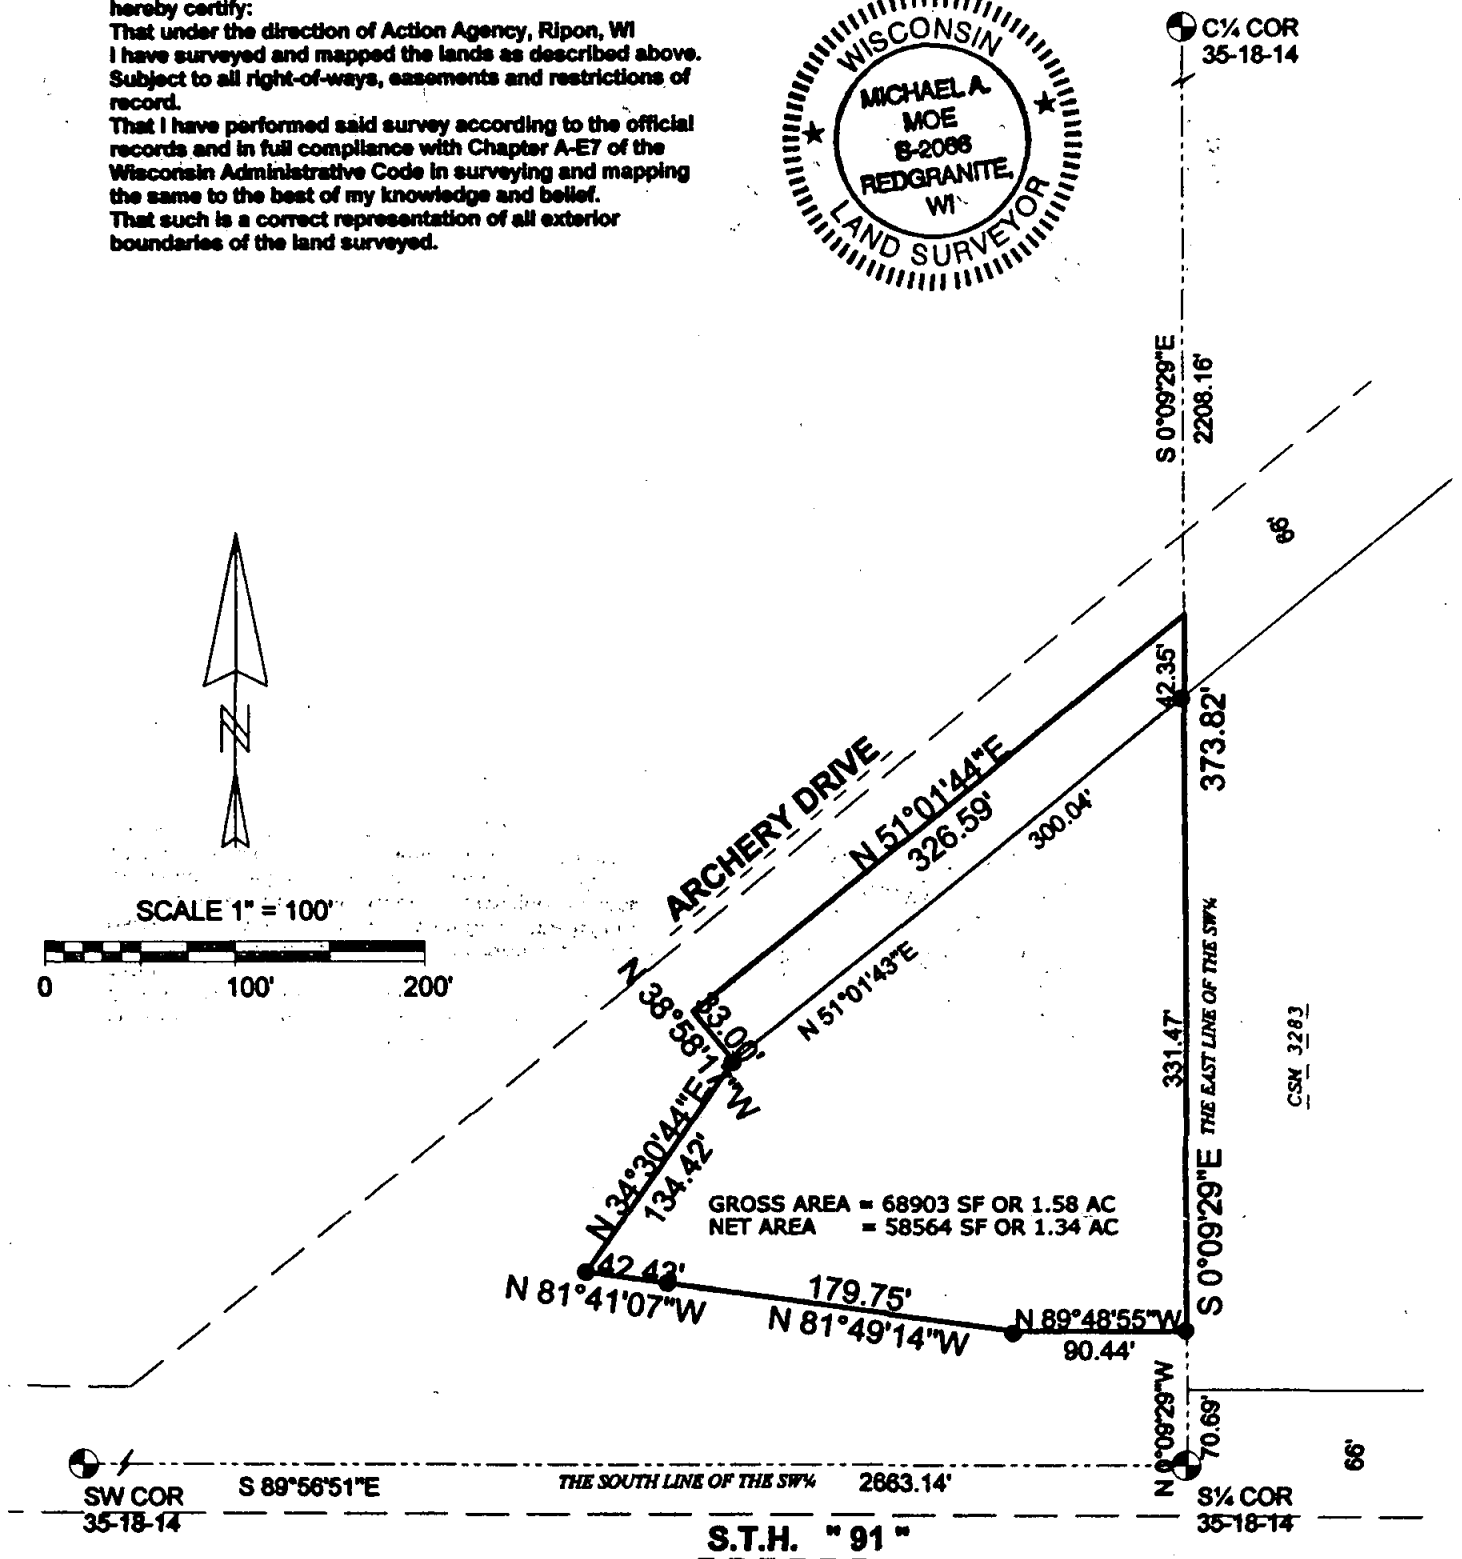 hereby certify:
That under the direction of Action Agency, Ripon, WI
I have surveyed and mapped the lands as described above.
Subject to all right-of-ways, easements and restrictions of
record.
That I have performed said survey according to the official
records and in full compliance with Chapter A-E7 of the
Wisconsin Administrative Code in surveying and mapping
the same to the best of my knowledge and belief.
That such is a correct representation of all exterior
boundaries of the land surveyed.
WISCONSIN
MICHAEL A.
MOE
S-2066
REDGRANITE,
WI
LAND SURVEYOR
C¼ COR
35-18-14
S 0°09'29"E
2208.16'
66'
N
SCALE 1" = 100'
0 100' 200'
ARCHERY DRIVE
N 51°01'44"E
326.59'
42.35'
373.82'
300.04'
N 51°01'43"E
33.00'
N 38°58'17"W
N 34°30'44"E
134.42'
331.47'
THE EAST LINE OF THE SW¼
S 0°09'29"E
CSM 3283
GROSS AREA = 68903 SF OR 1.58 AC
NET AREA = 58564 SF OR 1.34 AC
42.42'
N 81°41'07"W
179.75'
N 81°49'14"W
N 89°48'55"W
90.44'
N 0°09'29"W
70.69'
66'
SW COR
35-18-14
S 89°56'51"E
THE SOUTH LINE OF THE SW¼
2663.14'
S¼ COR
35-18-14
S.T.H. " 91 "